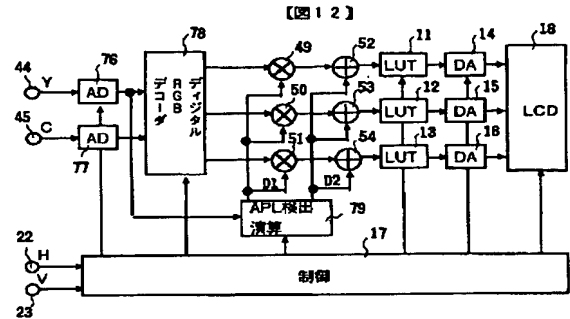 【図12】
44
Y
76
AD
45
C
AD
77
78
ディジタル
RGB
デコーダ
49
50
51
52
53
54
D1
D2
11
LUT
12
LUT
13
LUT
14
DA
15
DA
16
DA
18
LCD
APL検出
演算
79
22
H
V
23
17
制御